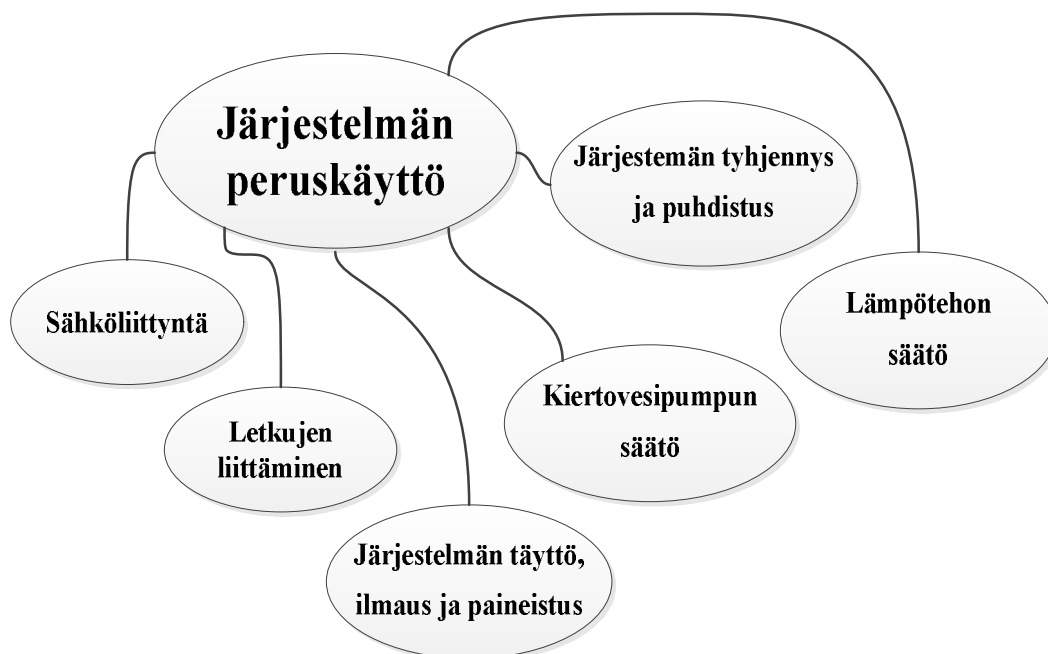 Järjestelmän
peruskäyttö
Järjestemän tyhjennys
ja puhdistus
Sähköliittyntä
Lämpötehon
säätö
Kiertovesipumpun
säätö
Letkujen
liittäminen
Järjestelmän täyttö,
ilmaus ja paineistus